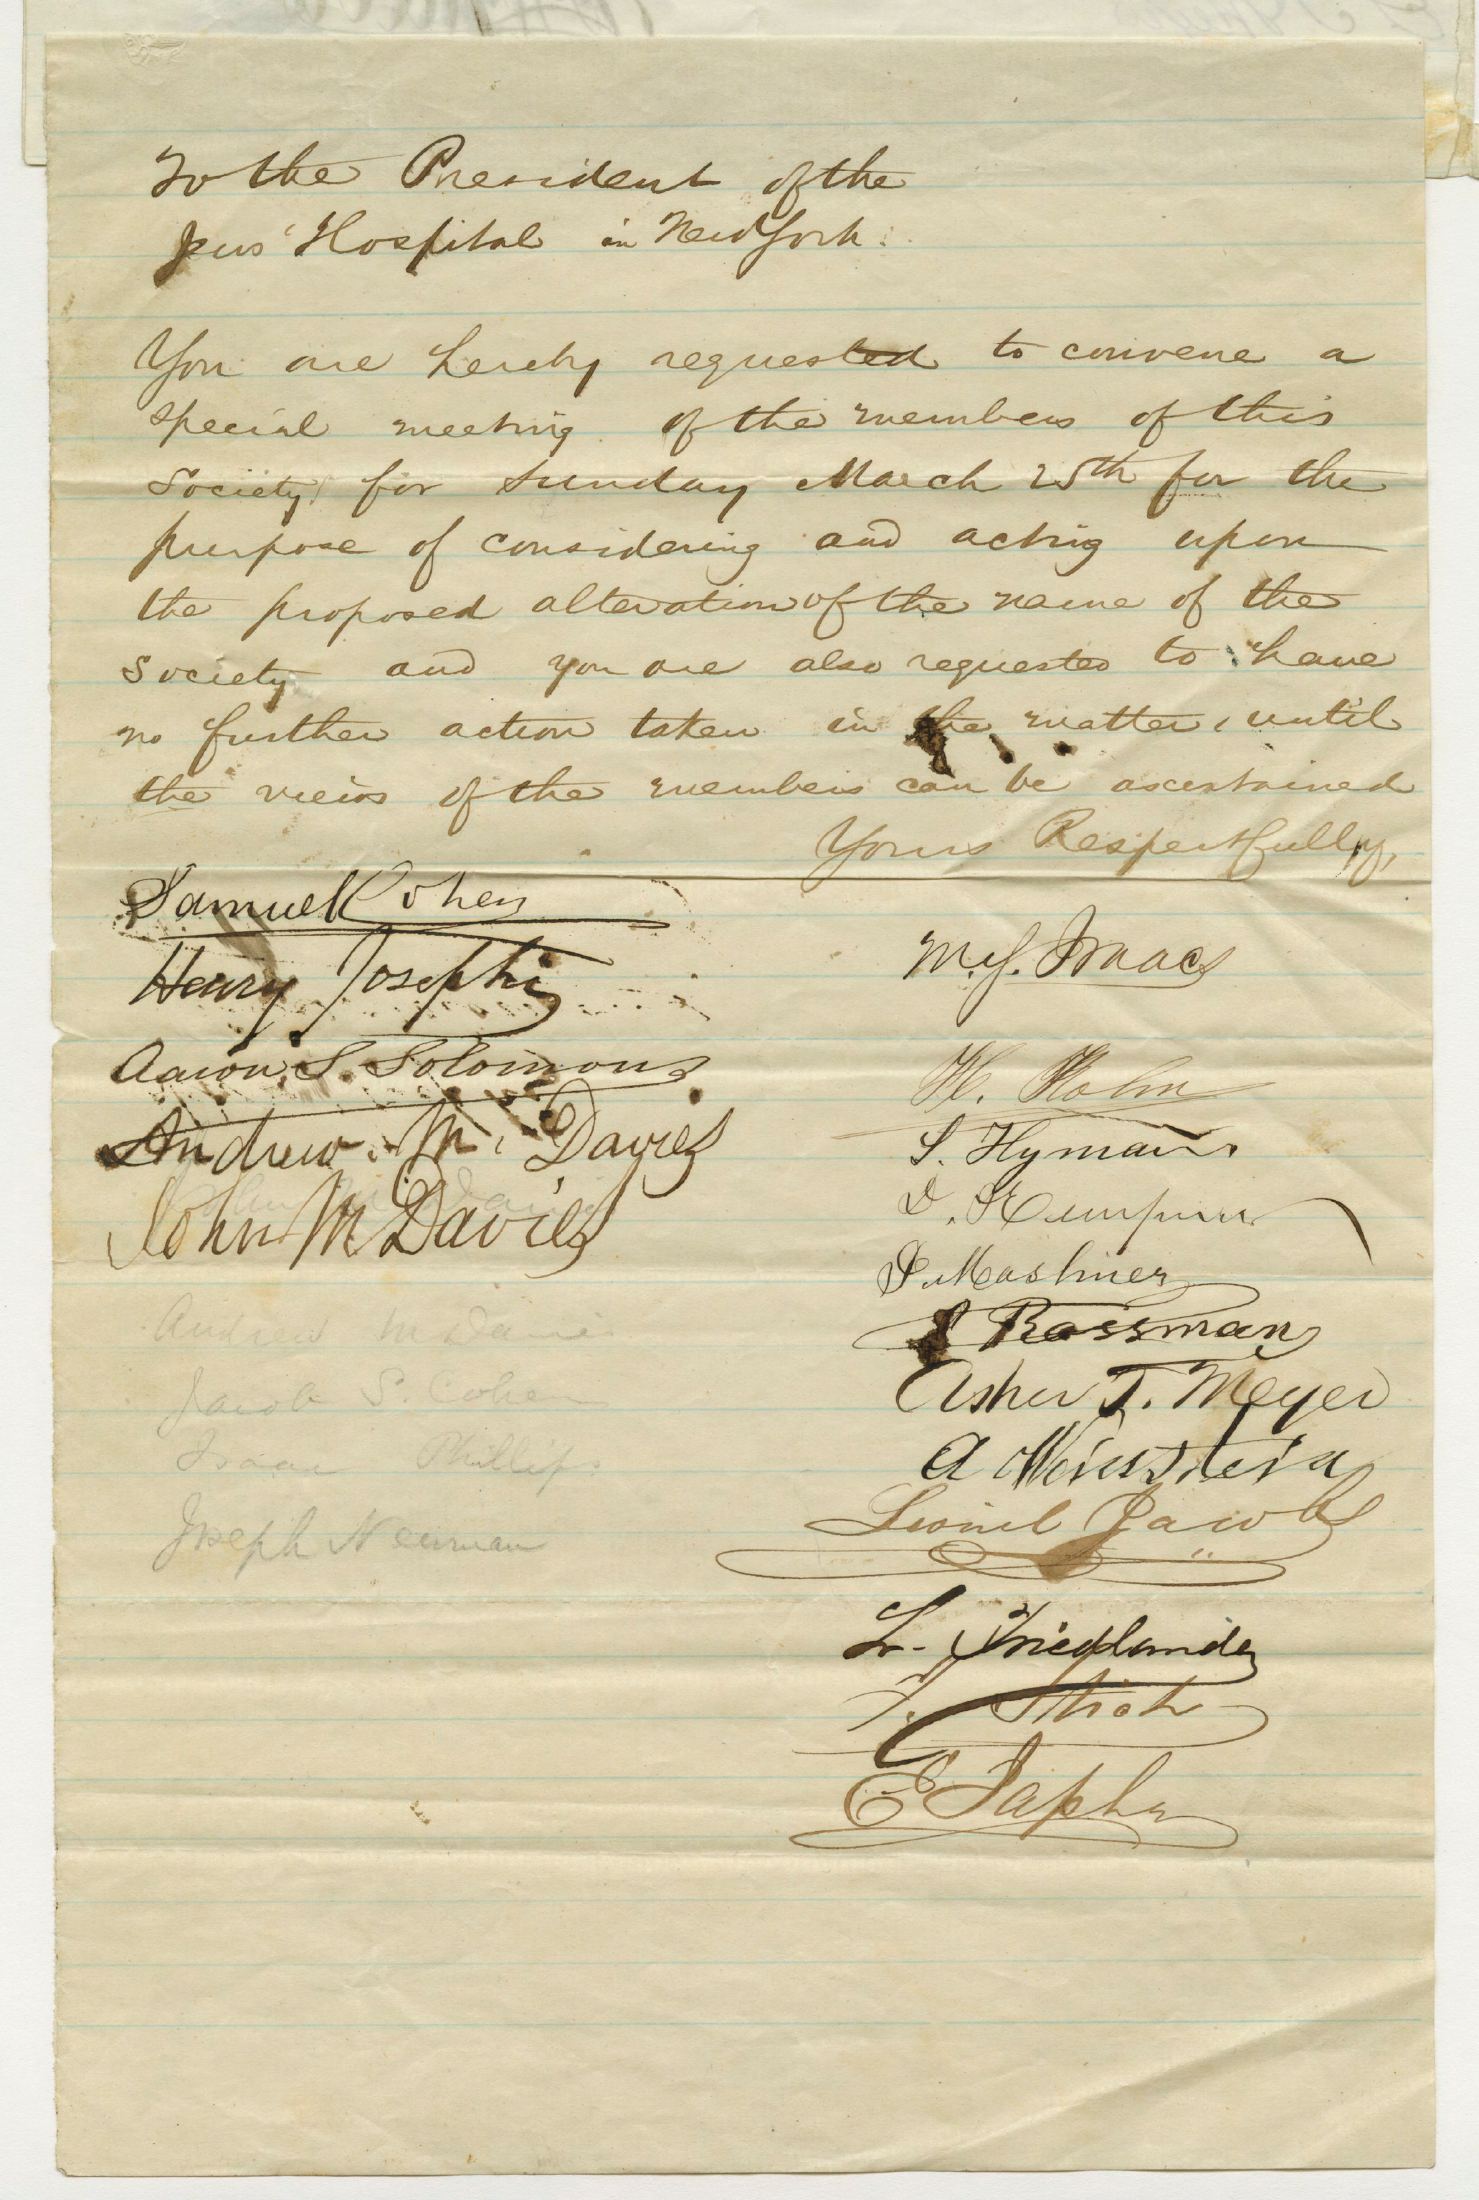 To the President of the
Jews' Hospital in New York.
You are hereby requested to convene a
special meeting of the members of this
Society for Sunday March 25th for the
purpose of considering and acting upon
the proposed alteration of the name of the
Society and you are also requested to have
no further action taken in the matter, until
the views of the members can be ascertained
Yours Respectfully,
Samuel Cohen
Henry Josephi
Aaron S. Solomons
Andrew. M. Davies
John M Davies
Andrew M Davies
Jacob S. Cohen
Isaac Phillips
Joseph Newman
M. S. Isaacs
H. Kohn
S. Hyman
S. Mashner
Rossman
Asher T. Meyer
A Weinstein
Lionel Jacobs
L. Friedlander
E